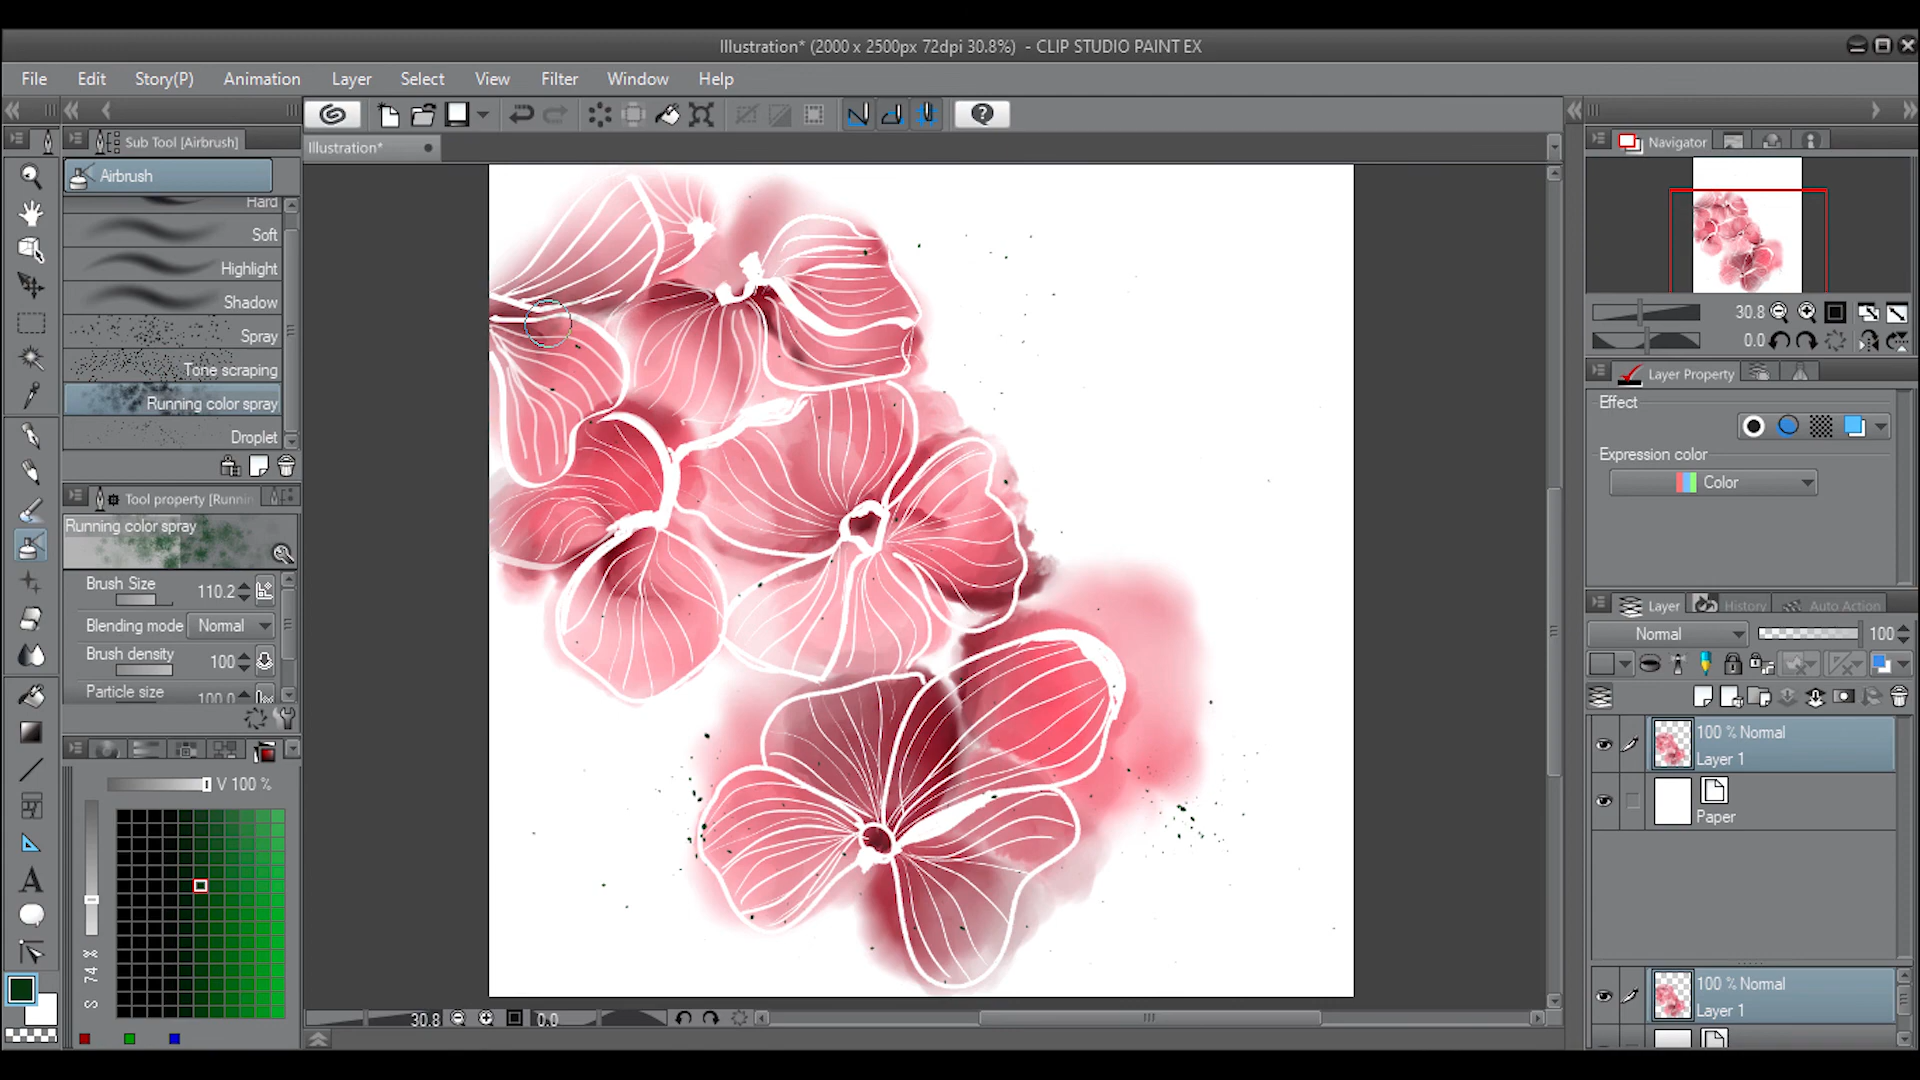 Illustration* (2000 x 2500px 72dpi 30.8%)  - CLIP STUDIO PAINT EX
File Edit Story(P) Animation Layer Select View Filter Window Help
Sub Tool [Airbrush]
Illustration*
Airbrush
Hard
Soft
Highlight
Shadow
Spray
Tone scraping
Running color spray
Droplet
Tool property [Runnin
Running color spray
Brush Size 110.2
Blending mode Normal
Brush density 100
Particle size 100.0
V 100 %
S 74 %
30.8 0.0
Navigator
30.8
0.0
Layer Property
Effect
Expression color
Color
Layer History Auto Action
Normal 100
100 % Normal
Layer 1
Paper
100 % Normal
Layer 1